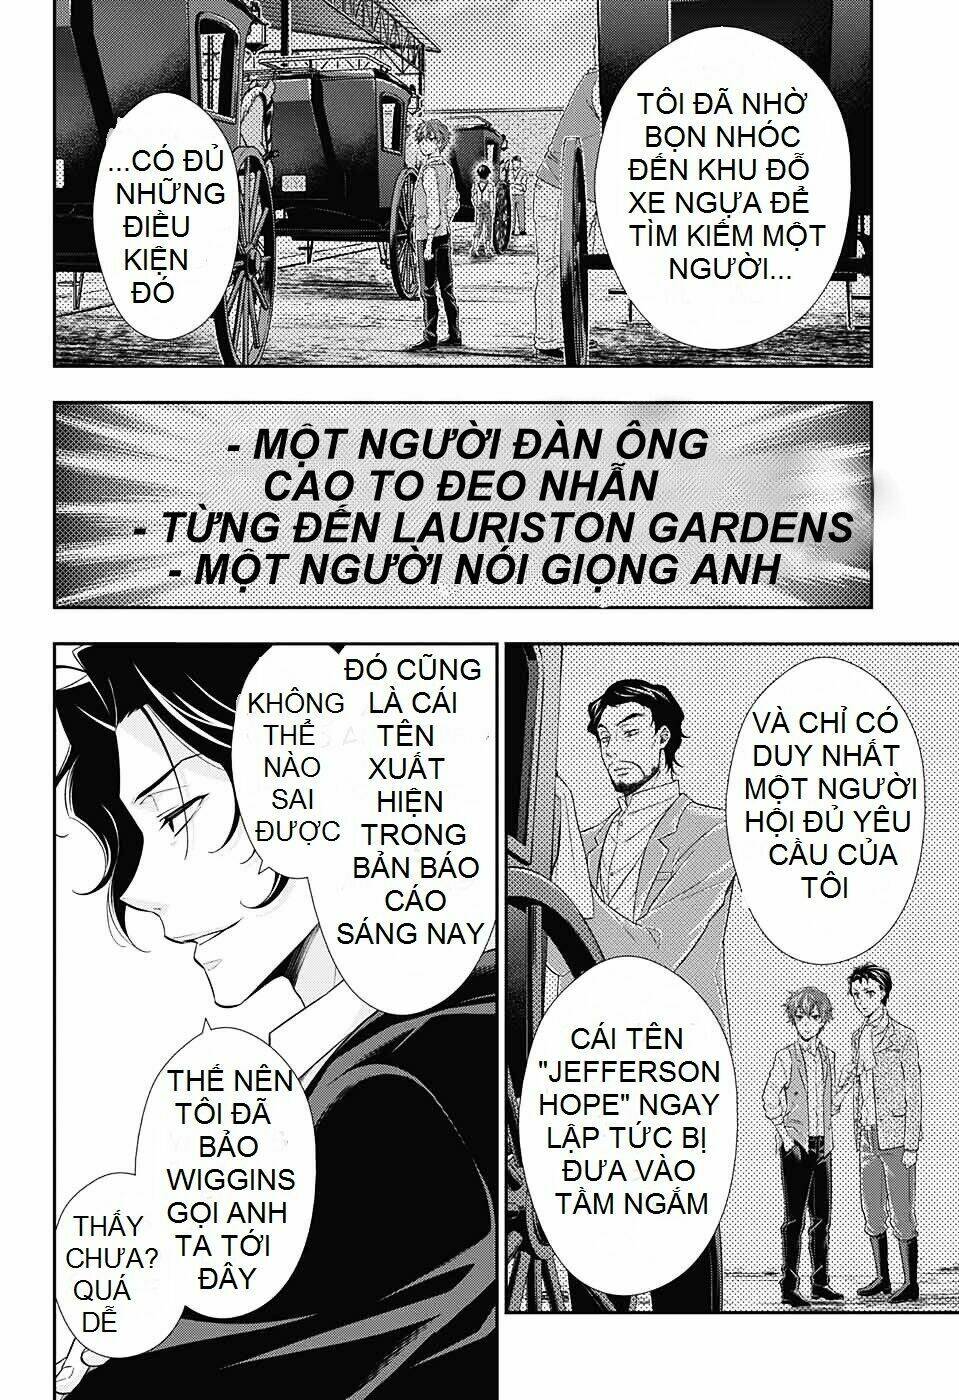 TÔI ĐÃ NHỜ
BỌN NHÓC
ĐẾN KHU ĐỖ
XE NGỰA ĐỂ
TÌM KIẾM MỘT
NGƯỜI...
...CÓ ĐỦ
NHỮNG
ĐIỀU
KIỆN
ĐÓ
- MỘT NGƯỜI ĐÀN ÔNG
CAO TO ĐEO NHẪN
- TỪNG ĐẾN LAURISTON GARDENS
- MỘT NGƯỜI NÓI GIỌNG ANH
VÀ CHỈ CÓ
DUY NHẤT
MỘT NGƯỜI
HỘI ĐỦ YÊU
CẦU CỦA
TÔI
CÁI TÊN
"JEFFERSON
HOPE" NGAY
LẬP TỨC BỊ
ĐƯA VÀO
TẦM NGẮM
ĐÓ CŨNG
LÀ CÁI
TÊN
XUẤT
HIỆN
TRONG
BẢN BÁO
CÁO
SÁNG NAY
KHÔNG
THỂ
NÀO
SAI
ĐƯỢC
THẾ NÊN
TÔI ĐÃ
BẢO
WIGGINS
GỌI ANH
TA TỚI
ĐÂY
THẤY
CHƯA?
QUÁ
DỄ